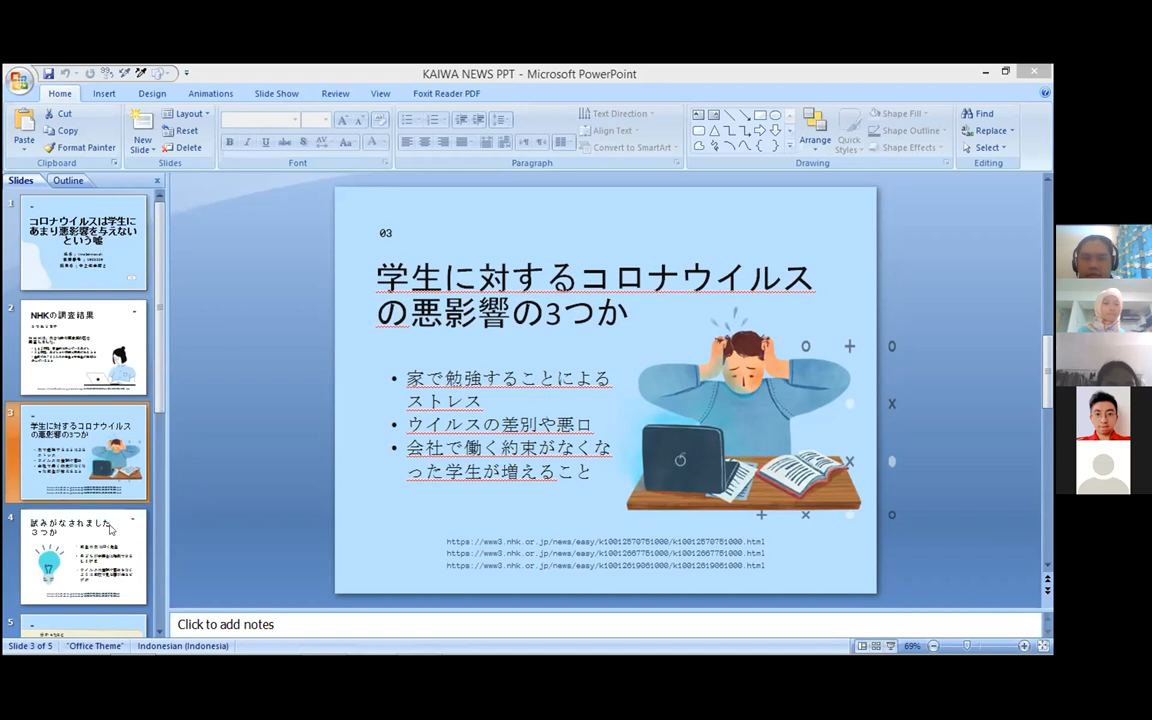 KAIWA NEWS PPT - Microsoft PowerPoint
Home Insert Design Animations Slide Show Review View Foxit Reader PDF
Paste
Cut
Copy
Format Painter
Clipboard
New Slide
Layout
Reset
Delete
Slides
Font
Text Direction
Align Text
Convert to SmartArt
Paragraph
Arrange
Quick Styles
Shape Fill
Shape Outline
Shape Effects
Drawing
Find
Replace
Select
Editing
Slides Outline
1
コロナウイルスは学生に
あまり悪影響を与えない
という嘘
2
NHKの調査結果
3
学生に対するコロナウイルス
の悪影響の3つか
4
試みがなされました
3つか
5
03
学生に対するコロナウイルス
の悪影響の3つか
• 家で勉強することによる
ストレス
• ウイルスの差別や悪口
• 会社で働く約束がなくな
った学生が増えること
https://www3.nhk.or.jp/news/easy/k10012570751000/k10012570751000.html
https://www3.nhk.or.jp/news/easy/k10012667751000/k10012667751000.html
https://www3.nhk.or.jp/news/easy/k10012619061000/k10012619061000.html
Click to add notes
Slide 3 of 5 "Office Theme" Indonesian (Indonesia) 69%